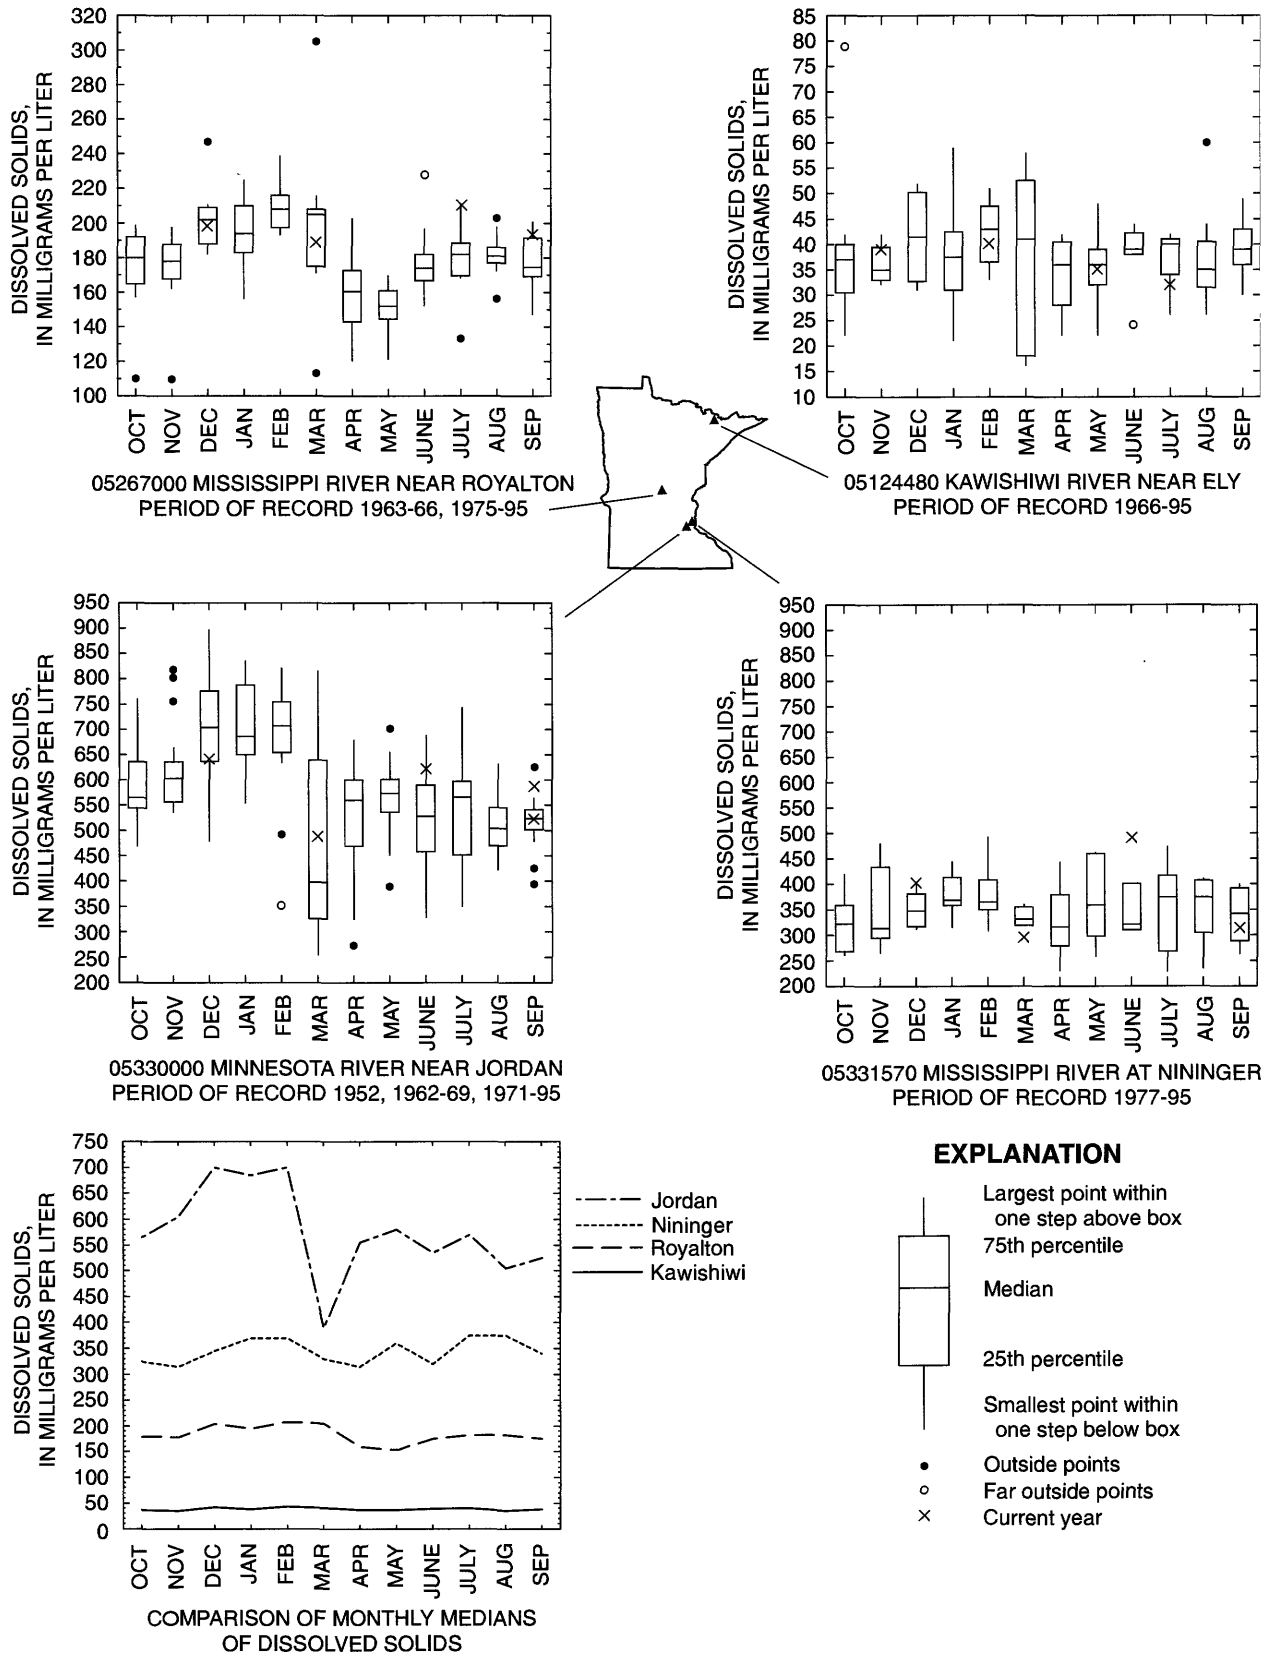 DISSOLVED SOLIDS,
IN MILLIGRAMS PER LITER
320
300
280
260
240
220
200
180
160
140
120
100
OCT
NOV
DEC
JAN
FEB
MAR
APR
MAY
JUNE
JULY
AUG
SEP
05267000 MISSISSIPPI RIVER NEAR ROYALTON
PERIOD OF RECORD 1963-66, 1975-95
DISSOLVED SOLIDS,
IN MILLIGRAMS PER LITER
85
80
75
70
65
60
55
50
45
40
35
30
25
20
15
10
OCT
NOV
DEC
JAN
FEB
MAR
APR
MAY
JUNE
JULY
AUG
SEP
05124480 KAWISHIWI RIVER NEAR ELY
PERIOD OF RECORD 1966-95
DISSOLVED SOLIDS,
IN MILLIGRAMS PER LITER
950
900
850
800
750
700
650
600
550
500
450
400
350
300
250
200
OCT
NOV
DEC
JAN
FEB
MAR
APR
MAY
JUNE
JULY
AUG
SEP
05330000 MINNESOTA RIVER NEAR JORDAN
PERIOD OF RECORD 1952, 1962-69, 1971-95
DISSOLVED SOLIDS,
IN MILLIGRAMS PER LITER
950
900
850
800
750
700
650
600
550
500
450
400
350
300
250
200
OCT
NOV
DEC
JAN
FEB
MAR
APR
MAY
JUNE
JULY
AUG
SEP
05331570 MISSISSIPPI RIVER AT NININGER
PERIOD OF RECORD 1977-95
DISSOLVED SOLIDS,
IN MILLIGRAMS PER LITER
750
700
650
600
550
500
450
400
350
300
250
200
150
100
50
0
OCT
NOV
DEC
JAN
FEB
MAR
APR
MAY
JUNE
JULY
AUG
SEP
Jordan
Nininger
Royalton
Kawishiwi
COMPARISON OF MONTHLY MEDIANS
OF DISSOLVED SOLIDS
EXPLANATION
Largest point within
one step above box
75th percentile
Median
25th percentile
Smallest point within
one step below box
Outside points
Far outside points
Current year